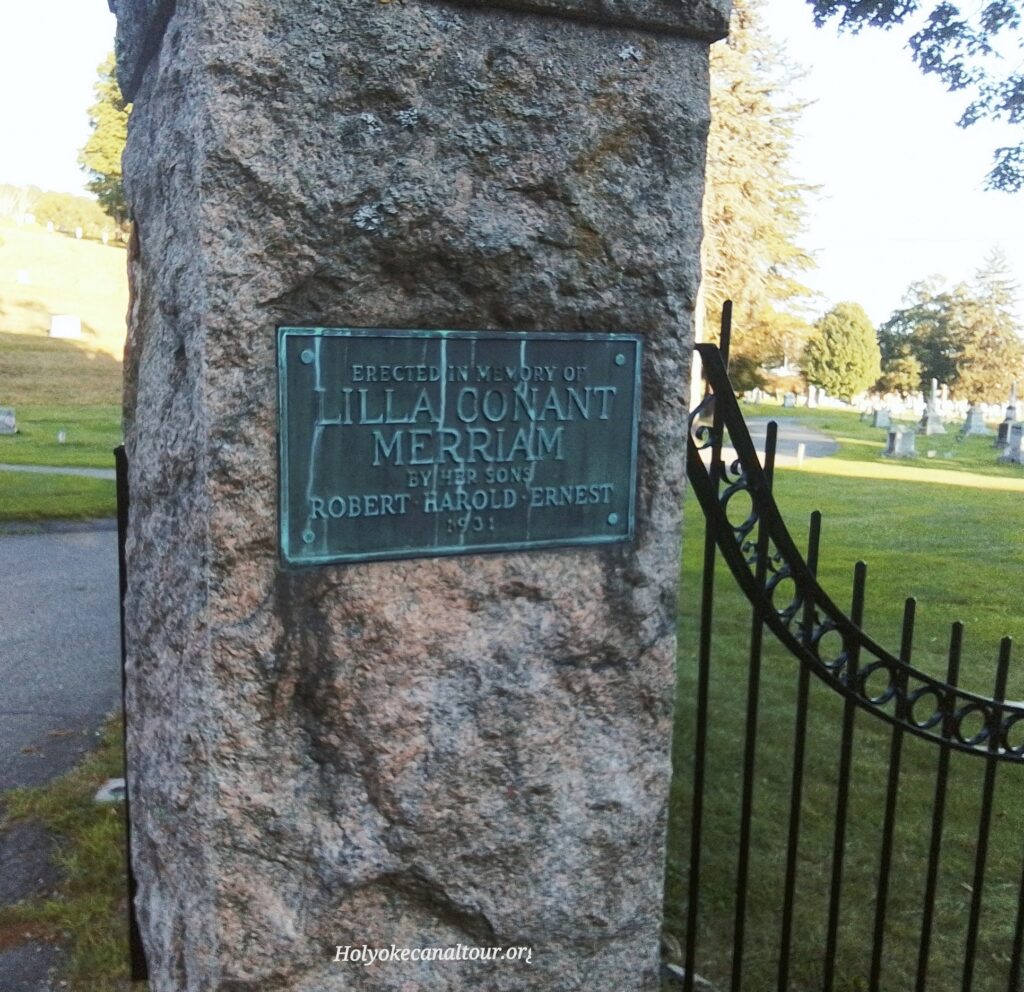 ERECTED IN MEMORY OF
LILLA CONANT
MERRIAM
BY HER SONS
ROBERT · HAROLD · ERNEST
1931
Holyokecanaltour.org